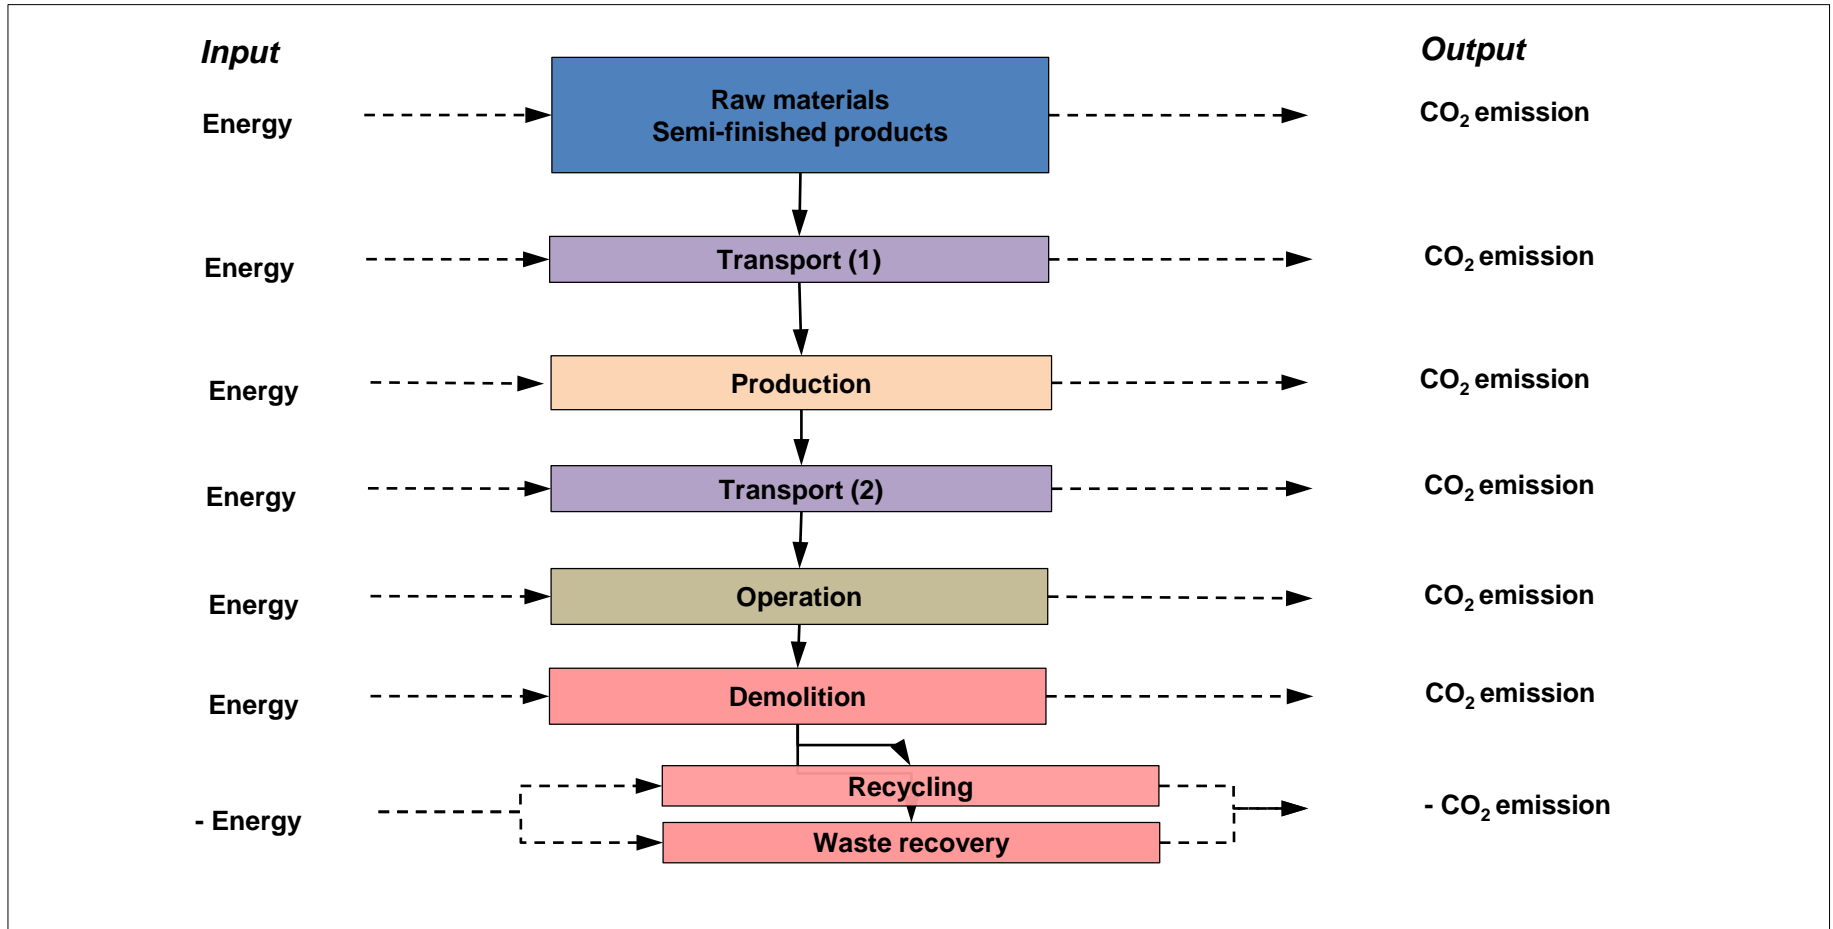 Input
Output
Raw materials
Semi-finished products
Energy
CO₂ emission
Energy
Transport (1)
CO₂ emission
Energy
Production
CO₂ emission
Energy
Transport (2)
CO₂ emission
Energy
Operation
CO₂ emission
Energy
Demolition
CO₂ emission
Recycling
- Energy
- CO₂ emission
Waste recovery